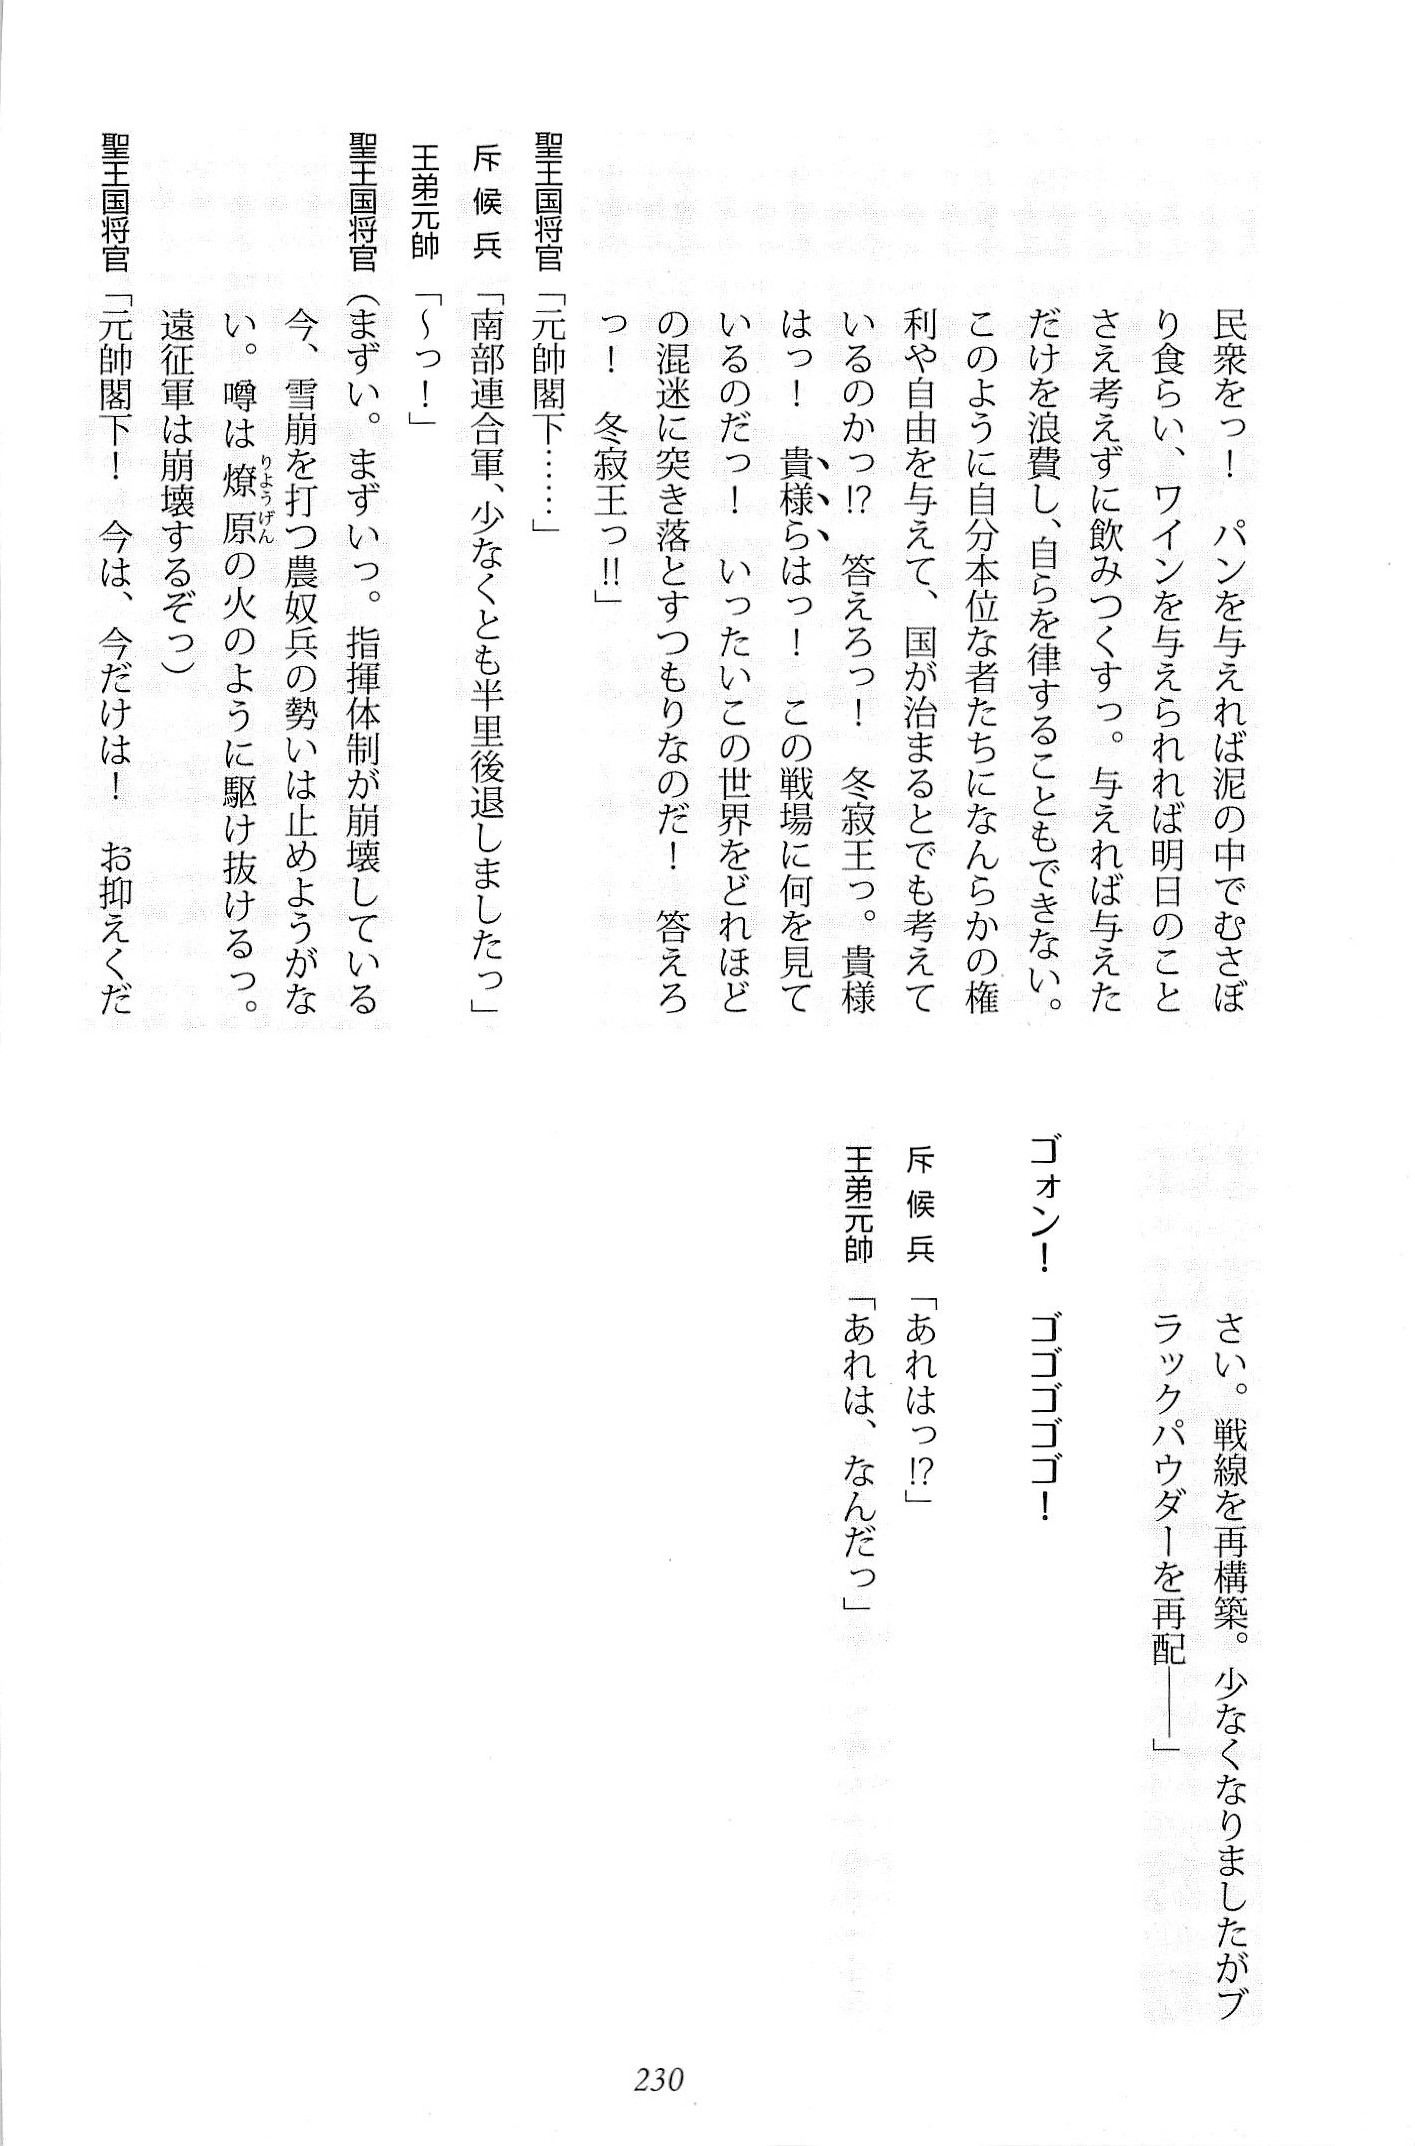 民衆をっ！　パンを与えれば泥の中でむさぼ
り食らい、ワインを与えられれば明日のこと
さえ考えずに飲みつくすっ。与えれば与えた
だけを浪費し、自らを律することもできない。
このように自分本位な者たちになんらかの権
利や自由を与えて、国が治まるとでも考えて
いるのかっ!?　答えろっ！　冬寂王っ。貴様
はっ！　貴様らはっ！　この戦場に何を見て
いるのだっ！　いったいこの世界をどれほど
の混迷に突き落とすつもりなのだ！　答えろ
っ！　冬寂王っ!!」
聖王国将官「元帥閣下……」
斥候兵「南部連合軍、少なくとも半里後退しましたっ」
王弟元帥「～っ！」
聖王国将官（まずい。まずいっ。指揮体制が崩壊している
今、雪崩を打つ農奴兵の勢いは止めようがな
い。噂は燎原の火のように駆け抜けるっ。
りょうげん
遠征軍は崩壊するぞっ）
聖王国将官「元帥閣下！　今は、今だけは！　お抑えくだ
さい。戦線を再構築。少なくなりましたがブ
ラックパウダーを再配――」
ゴォン！　ゴゴゴゴゴ！
斥候兵「あれはっ!?」
王弟元帥「あれは、なんだっ」
230